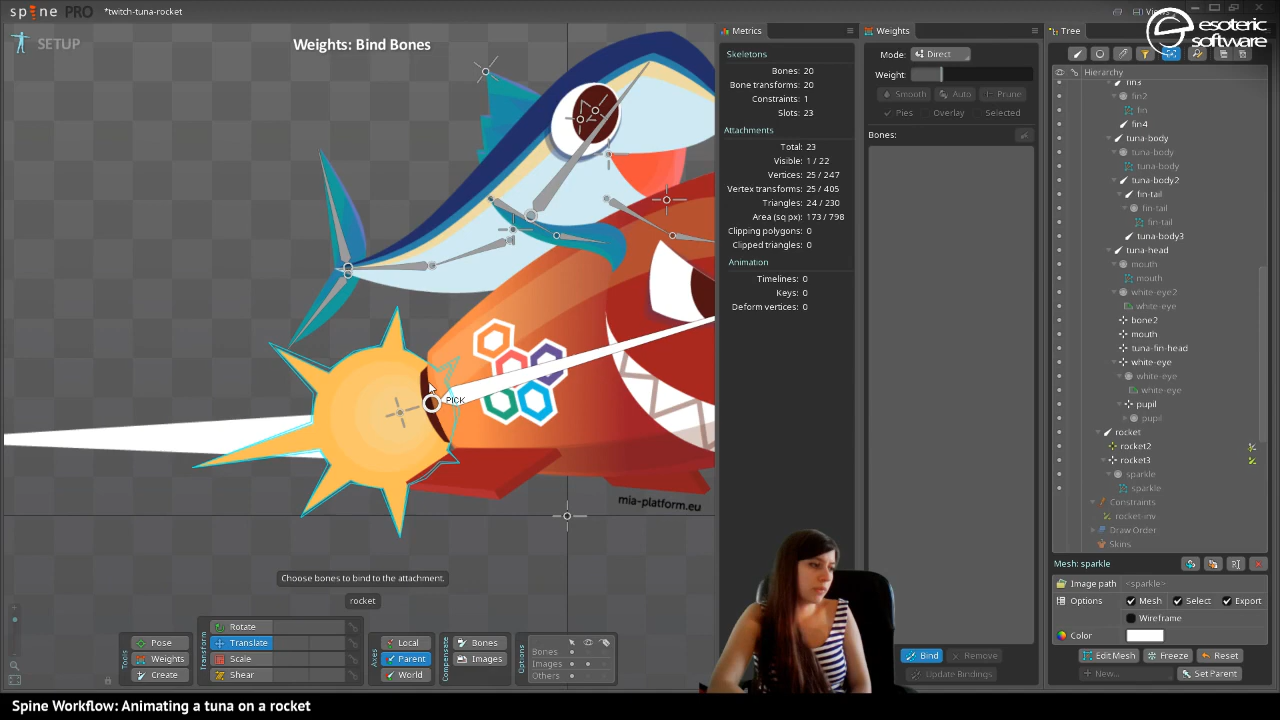 spine PRO
*twitch-tuna-rocket
Views
SETUP
Weights: Bind Bones
esoteric
software
Metrics
Skeletons
Bones: 20
Bone transforms: 20
Constraints: 1
Slots: 23
Attachments
Total: 23
Visible: 1 / 22
Vertices: 25 / 247
Vertex transforms: 25 / 405
Triangles: 24 / 230
Area (sq px): 173 / 798
Clipping polygons: 0
Clipped triangles: 0
Animation
Timelines: 0
Keys: 0
Deform vertices: 0
Weights
Mode: Direct
Weight:
Smooth
Auto
Prune
Pies
Overlay
Selected
Bones:
Bind
Remove
Update Bindings
Tree
Hierarchy
fin3
fin2
fin
fin4
tuna-body
tuna-body
tuna-body
tuna-body2
fin-tail
fin-tail
fin-tail
tuna-body3
tuna-head
mouth
mouth
white-eye2
white-eye
bone2
mouth
tuna-fin-head
white-eye
white-eye
white-eye
pupil
pupil
rocket
rocket2
rocket3
sparkle
sparkle
Constraints
rocket-inv
Draw Order
Skins
Mesh: sparkle
Image path <sparkle>
Options Mesh Select Export
Wireframe
Color
Edit Mesh
Freeze
Reset
New...
Set Parent
PICK
mia-platform.eu
Choose bones to bind to the attachment.
rocket
Tools
Pose
Weights
Create
Transform
Rotate
Translate
Scale
Shear
Axes
Local
Parent
World
Compensate
Bones
Images
Options
Bones
Images
Others
Spine Workflow: Animating a tuna on a rocket